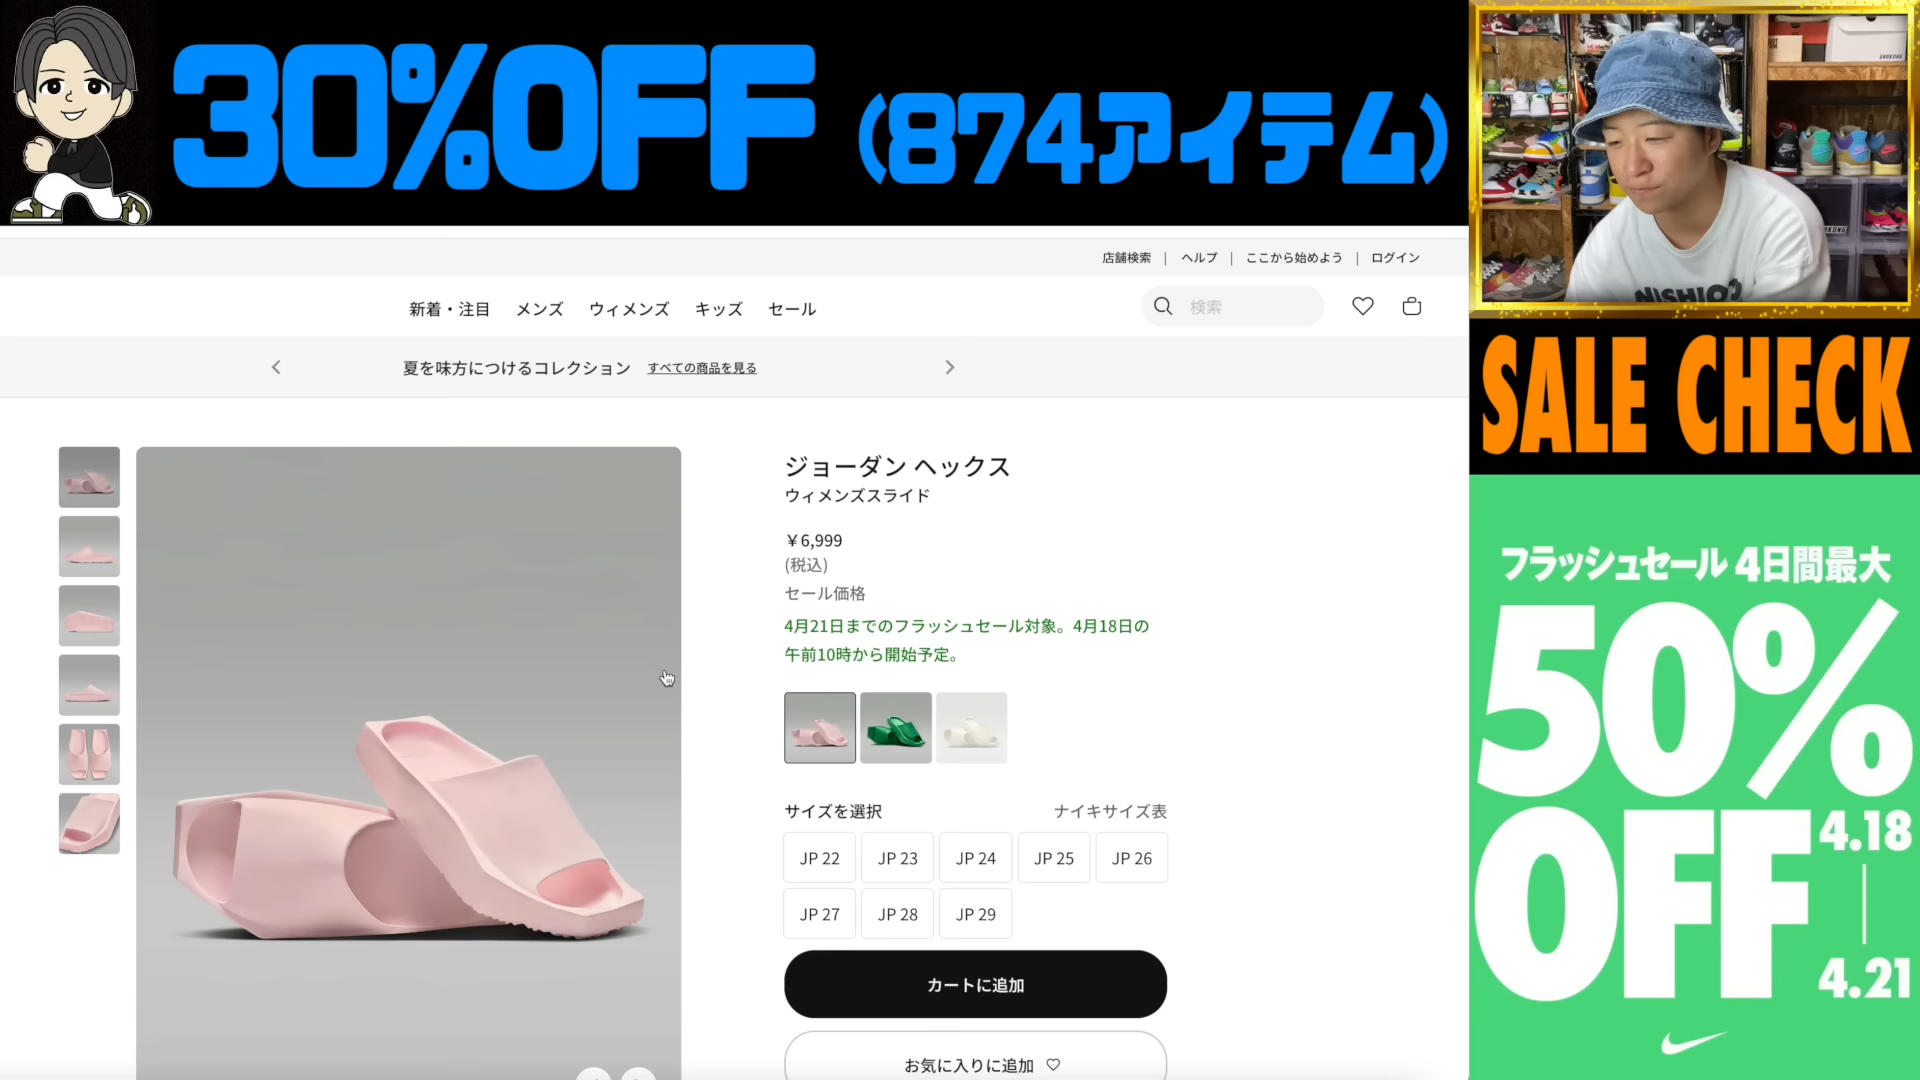 30%OFF (874アイテム)
店舗検索 | ヘルプ | ここから始めよう | ログイン
新着・注目 メンズ ウィメンズ キッズ セール
検索
夏を味方につけるコレクション すべての商品を見る
ジョーダン ヘックス
ウィメンズスライド
￥6,999
(税込)
セール価格
4月21日までのフラッシュセール対象。4月18日の
午前10時から開始予定。
サイズを選択 ナイキサイズ表
JP 22 JP 23 JP 24 JP 25 JP 26
JP 27 JP 28 JP 29
カートに追加
お気に入りに追加
SALE CHECK
フラッシュセール 4日間最大
50%
OFF
4.18
4.21